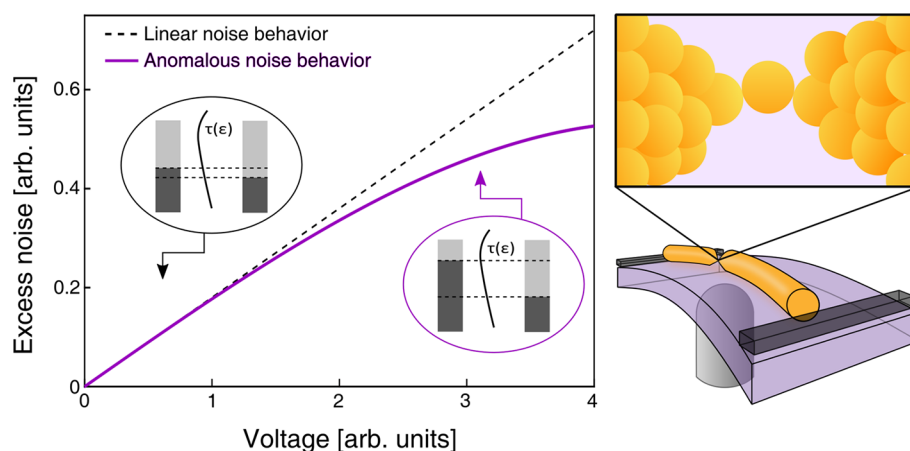 Linear noise behavior
Anomalous noise behavior
Excess noise [arb. units]
0.6
0.4
0.2
0
τ(ε)
τ(ε)
0
1
2
3
4
Voltage [arb. units]